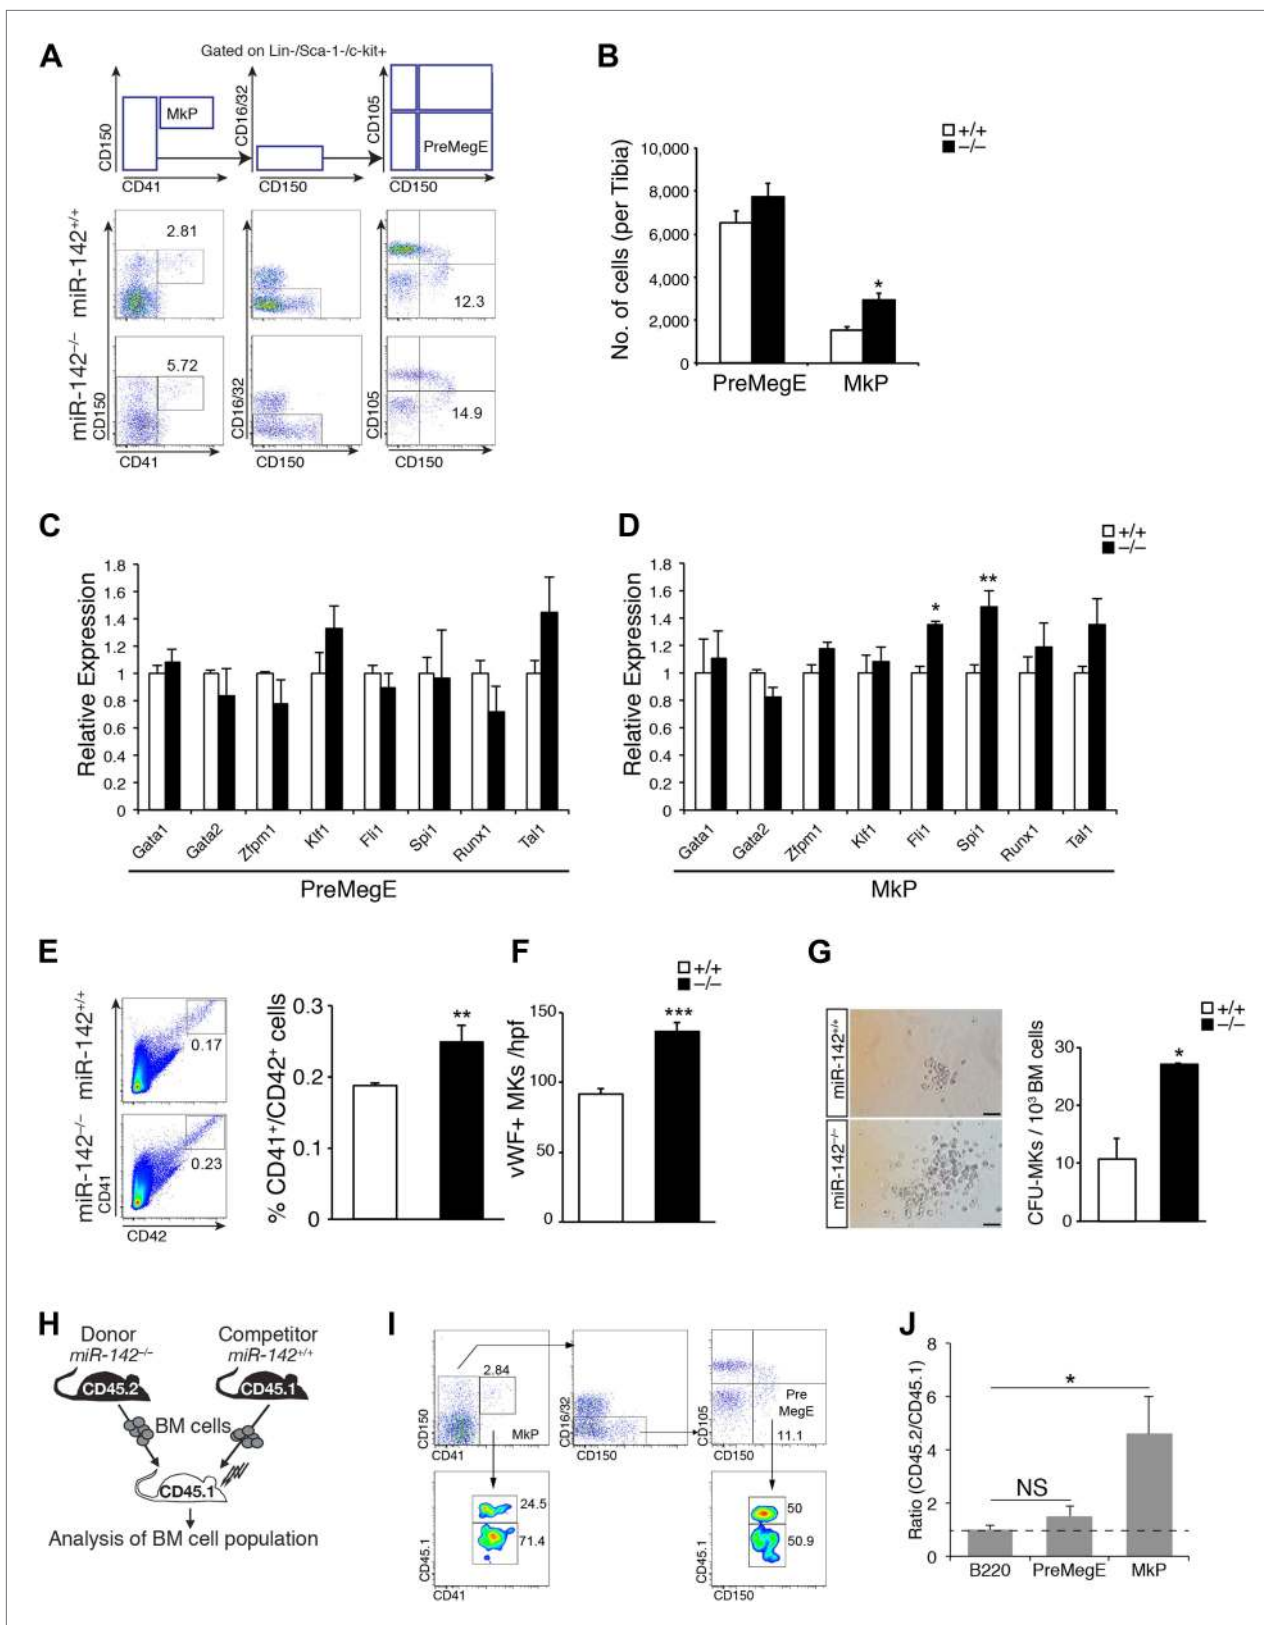 A
Gated on Lin-/Sca-1-/c-kit+
CD150
MkP
CD41
CD16/32
CD150
CD105
PreMegE
CD150
miR-142+/+
2.81
12.3
miR-142–/–
CD150
5.72
CD41
CD16/32
CD150
CD105
14.9
CD150
B
+/+
–/–
No. of cells (per Tibia)
10,000
8,000
6,000
4,000
2,000
0
*
PreMegE
MkP
C
Relative Expression
1.8
1.6
1.4
1.2
1
0.8
0.6
0.4
0.2
0
Gata1
Gata2
Zfpm1
Klf1
Fli1
Spi1
Runx1
Tal1
PreMegE
D
+/+
–/–
Relative Expression
1.8
1.6
1.4
1.2
1
0.8
0.6
0.4
0.2
0
*
**
Gata1
Gata2
Zfpm1
Klf1
Fli1
Spi1
Runx1
Tal1
MkP
E
miR-142+/+
0.17
miR-142–/–
0.23
CD41
CD42
% CD41+/CD42+ cells
0.3
0.2
0.1
0
**
F
+/+
–/–
vWF+ MKs /hpf
150
100
50
0
***
G
miR-142+/+
miR-142–/–
+/+
–/–
CFU-MKs / 10³ BM cells
30
20
10
0
*
H
Donor
miR-142–/–
Competitor
miR-142+/+
CD45.2
CD45.1
BM cells
CD45.1
Analysis of BM cell population
I
CD150
2.84
MkP
CD41
CD16/32
CD150
CD105
Pre
MegE
11.1
CD150
CD45.1
24.5
71.4
CD41
CD45.1
50
50.9
CD150
J
Ratio (CD45.2/CD45.1)
8
6
4
2
0
*
NS
B220
PreMegE
MkP